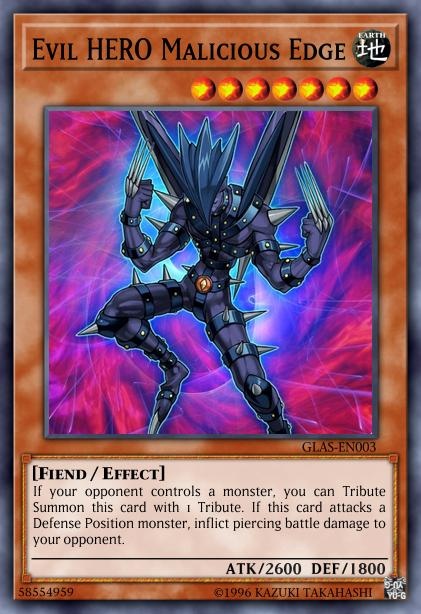 EVIL HERO MALICIOUS EDGE
EARTH
地
GLAS-EN003
[FIEND / EFFECT]
If your opponent controls a monster, you can Tribute
Summon this card with 1 Tribute. If this card attacks a
Defense Position monster, inflict piercing battle damage to
your opponent.
ATK/2600 DEF/1800
58554959
©1996 KAZUKI TAKAHASHI